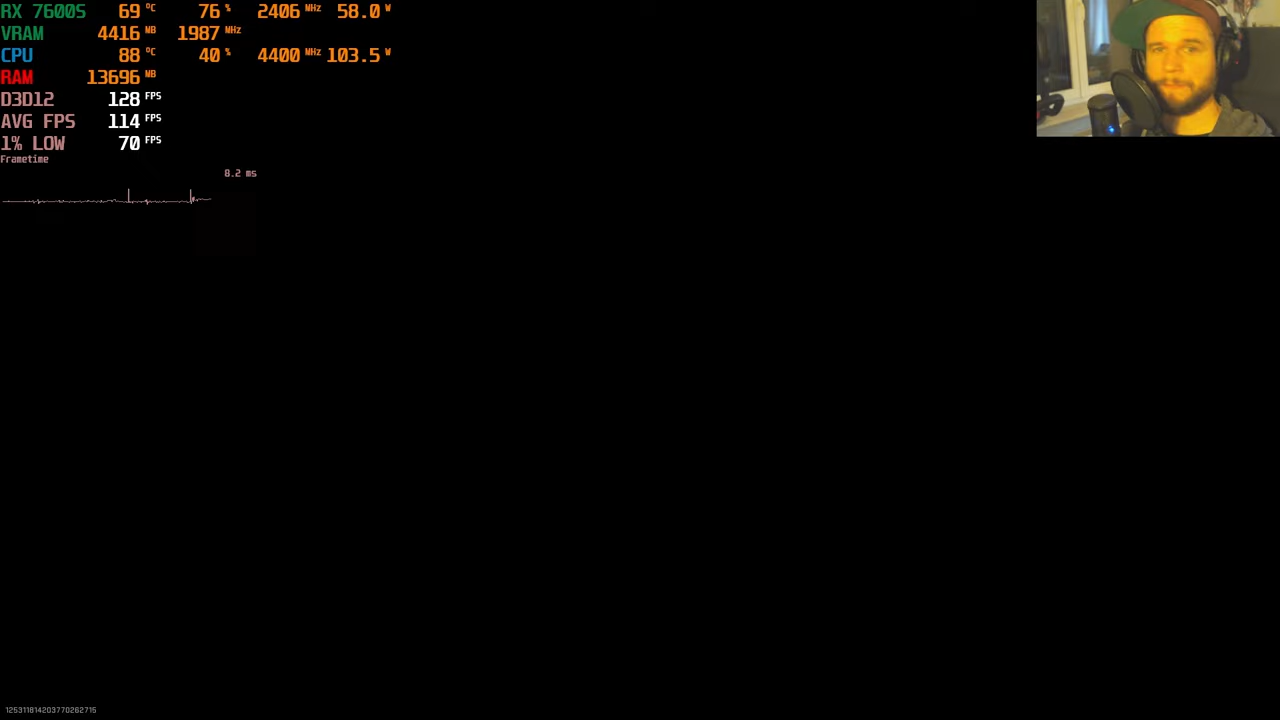 RX 7600S 69 °C 76 % 2406 MHz 58.0 W
VRAM 4416 MB 1987 MHz
CPU 88 °C 40 % 4400 MHz 103.5 W
RAM 13696 MB
D3D12 128 FPS
AVG FPS 114 FPS
1% LOW 70 FPS
Frametime
8.2 ms
125311814203770262715